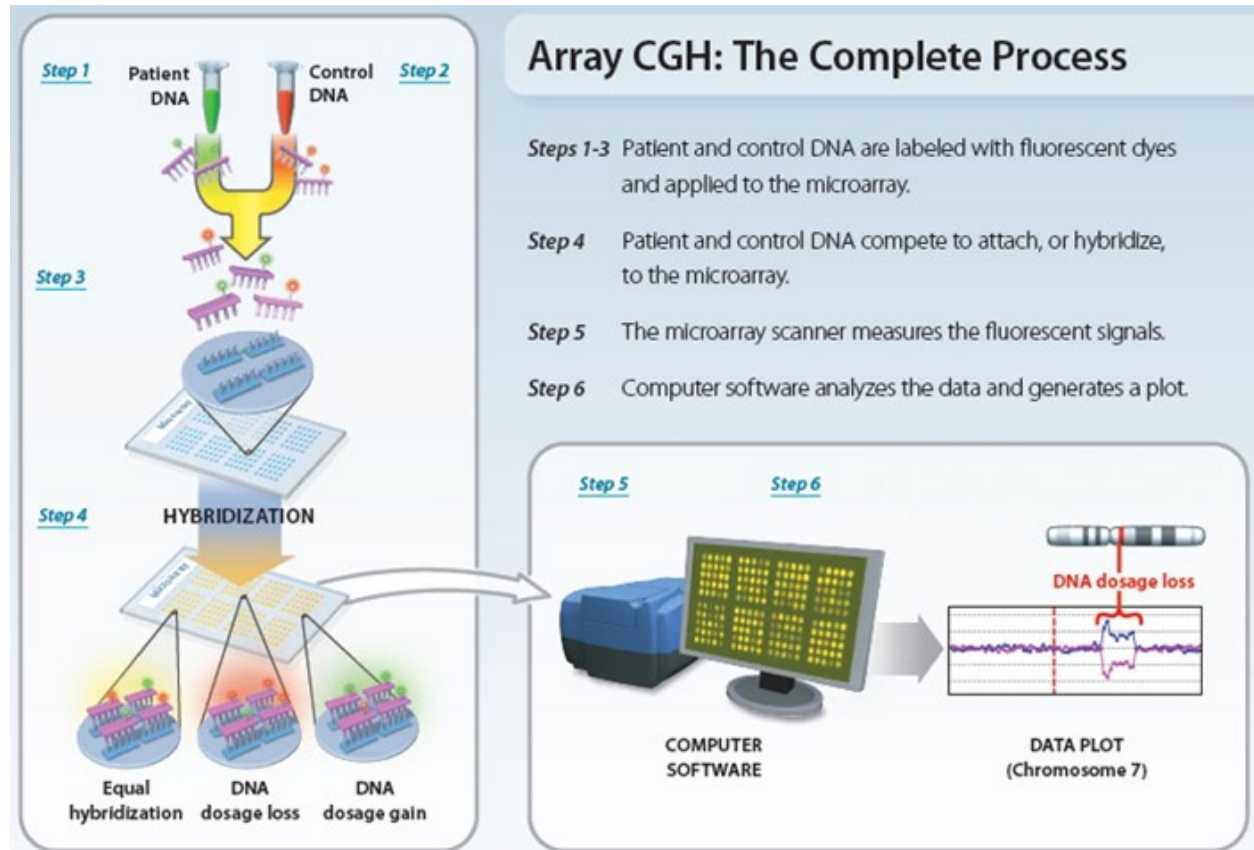 Array CGH: The Complete Process
Step 1
Patient
DNA
Control
DNA
Step 2
Step 3
Step 4
HYBRIDIZATION
Equal
hybridization
DNA
dosage loss
DNA
dosage gain
Steps 1-3 Patient and control DNA are labeled with fluorescent dyes
and applied to the microarray.
Step 4 Patient and control DNA compete to attach, or hybridize,
to the microarray.
Step 5 The microarray scanner measures the fluorescent signals.
Step 6 Computer software analyzes the data and generates a plot.
Step 5
Step 6
DNA dosage loss
COMPUTER
SOFTWARE
DATA PLOT
(Chromosome 7)